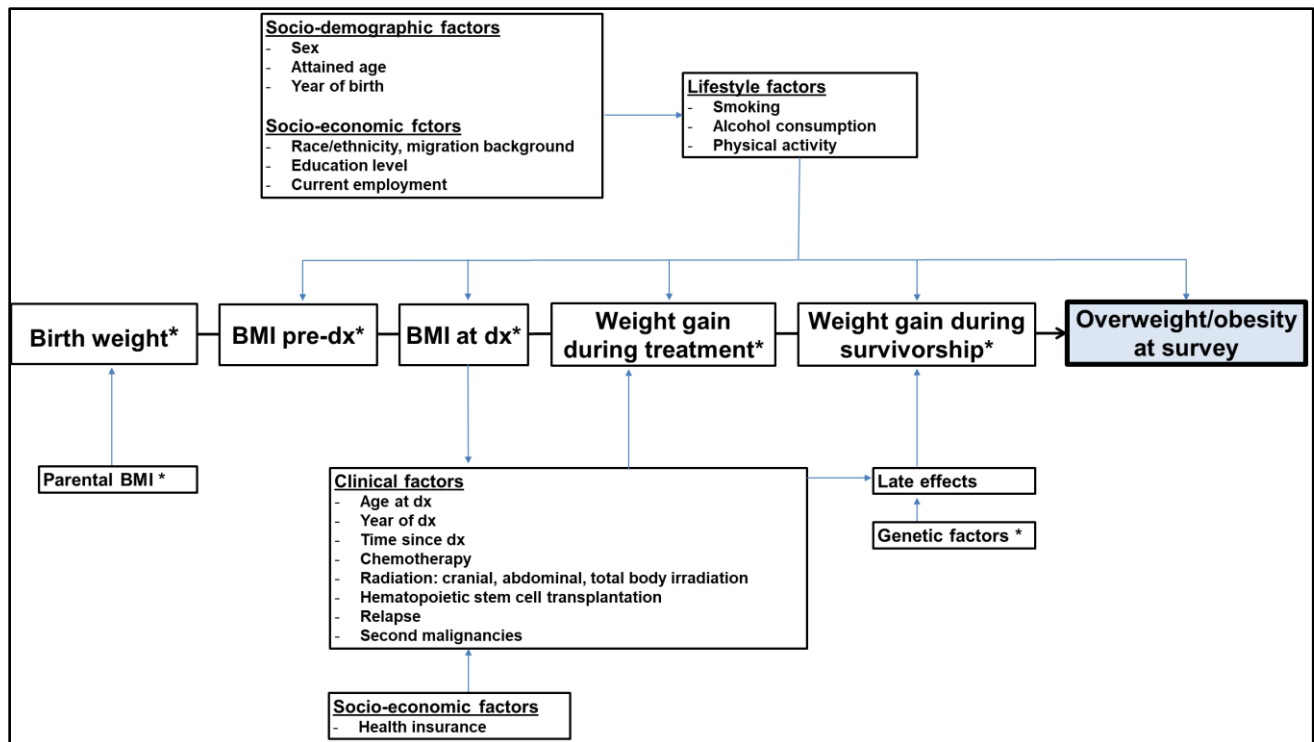 Socio-demographic factors
- Sex
- Attained age
- Year of birth
Socio-economic fctors
- Race/ethnicity, migration background
- Education level
- Current employment
Lifestyle factors
- Smoking
- Alcohol consumption
- Physical activity
Birth weight*
BMI pre-dx*
BMI at dx*
Weight gain
during treatment*
Weight gain during
survivorship*
Overweight/obesity
at survey
Parental BMI *
Clinical factors
- Age at dx
- Year of dx
- Time since dx
- Chemotherapy
- Radiation: cranial, abdominal, total body irradiation
- Hematopoietic stem cell transplantation
- Relapse
- Second malignancies
Late effects
Genetic factors *
Socio-economic factors
- Health insurance